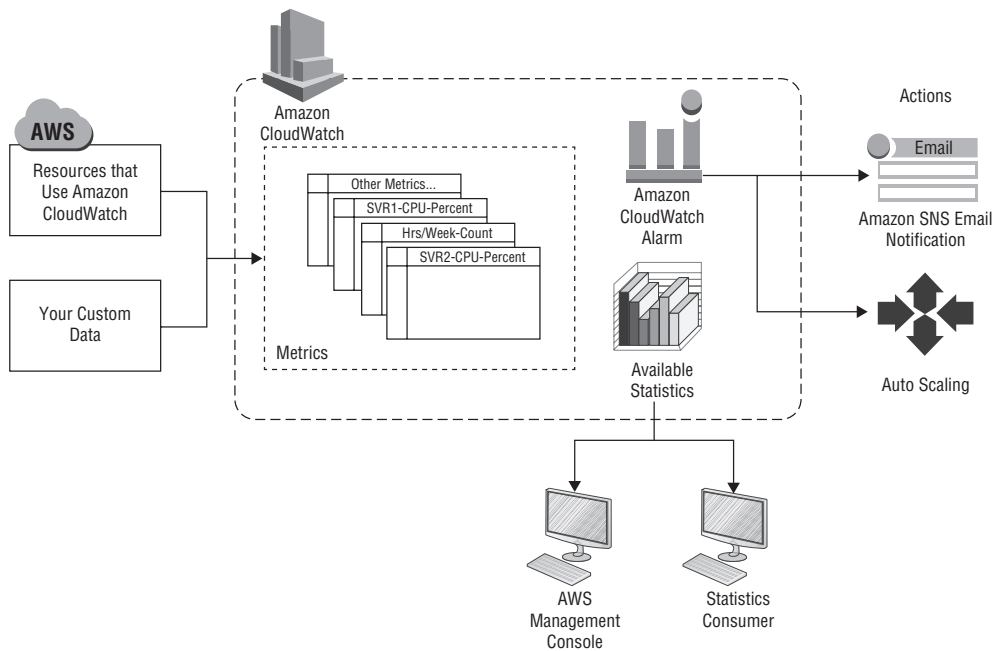 Amazon
CloudWatch
AWS
Resources that
Use Amazon
CloudWatch
Your Custom
Data
Other Metrics...
SVR1-CPU-Percent
Hrs/Week-Count
SVR2-CPU-Percent
Metrics
Amazon
CloudWatch
Alarm
Available
Statistics
Actions
Email
Amazon SNS Email
Notification
Auto Scaling
AWS
Management
Console
Statistics
Consumer